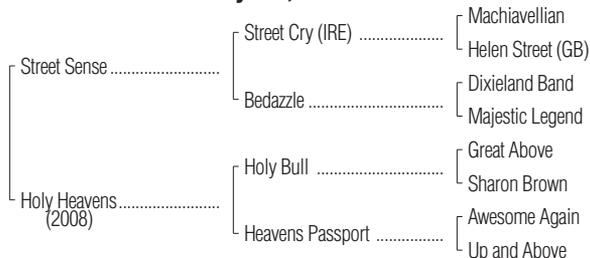 Machiavellian
Street Cry (IRE) ....................
Helen Street (GB)
Street Sense ..........................
Dixieland Band
Bedazzle ................................
Majestic Legend
Great Above
Holy Bull ..............................
Sharon Brown
Holy Heavens ........................
(2008)
Awesome Again
Heavens Passport ................
Up and Above